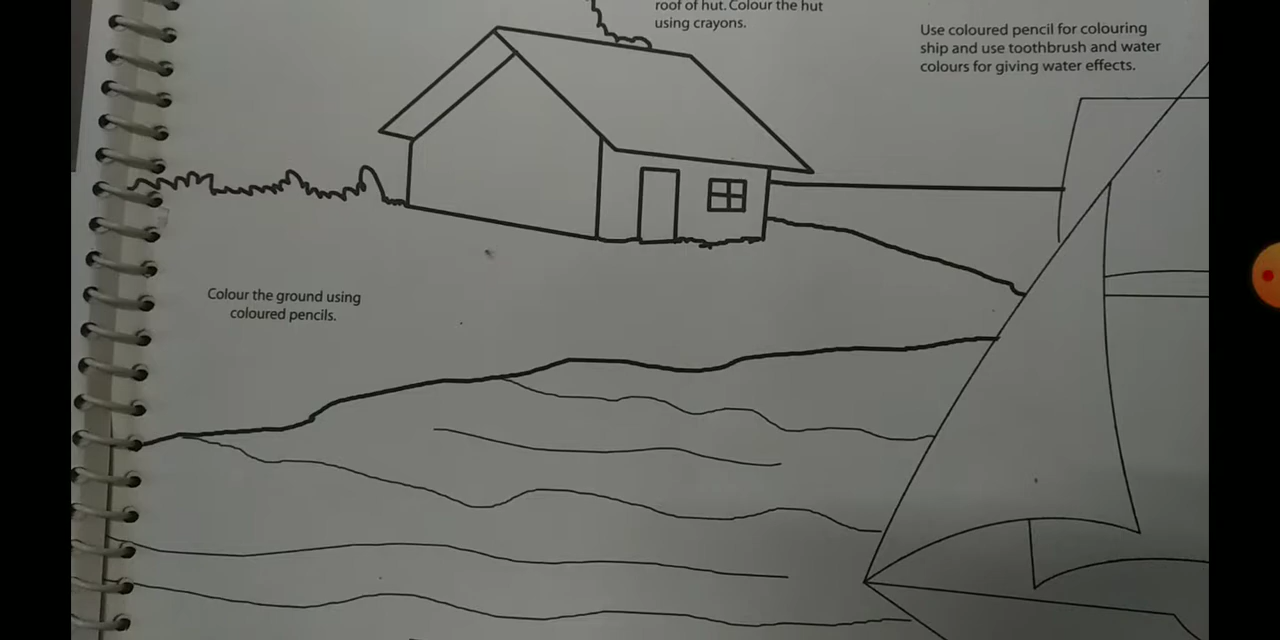 roof of hut. Colour the hut
using crayons.
Use coloured pencil for colouring
ship and use toothbrush and water
colours for giving water effects.
Colour the ground using
coloured pencils.